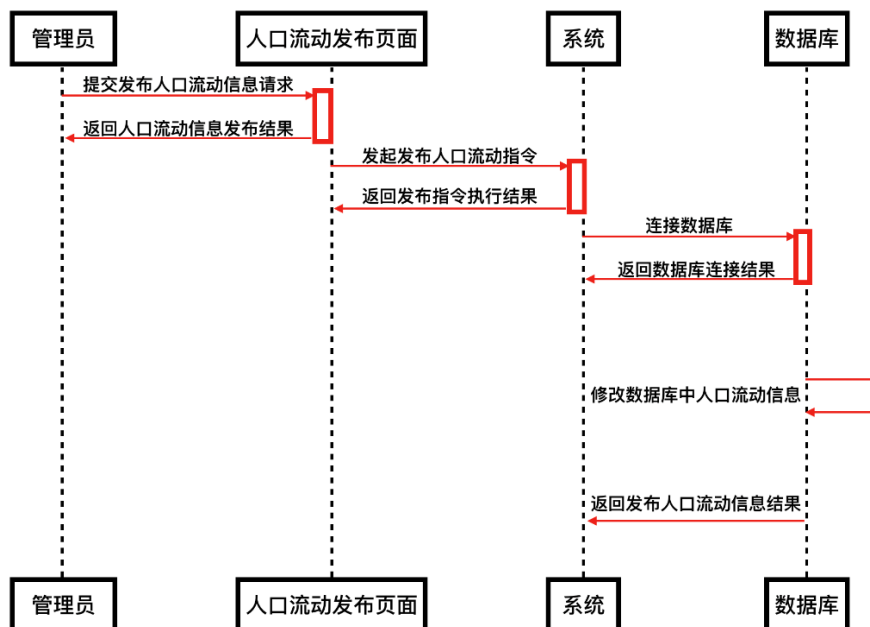 管理员
人口流动发布页面
系统
数据库
提交发布人口流动信息请求
返回人口流动信息发布结果
发起发布人口流动指令
返回发布指令执行结果
连接数据库
返回数据库连接结果
修改数据库中人口流动信息
返回发布人口流动信息结果
管理员
人口流动发布页面
系统
数据库